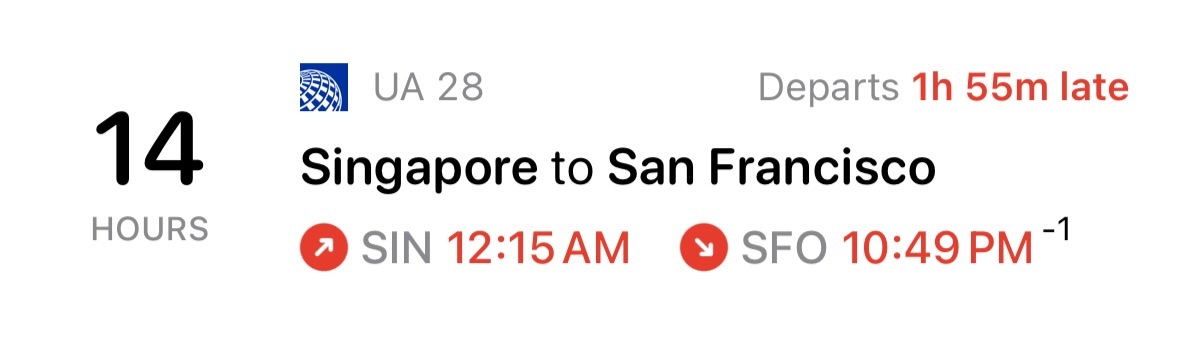 14
HOURS
UA 28
Departs 1h 55m late
Singapore to San Francisco
SIN 12:15 AM
SFO 10:49 PM -1